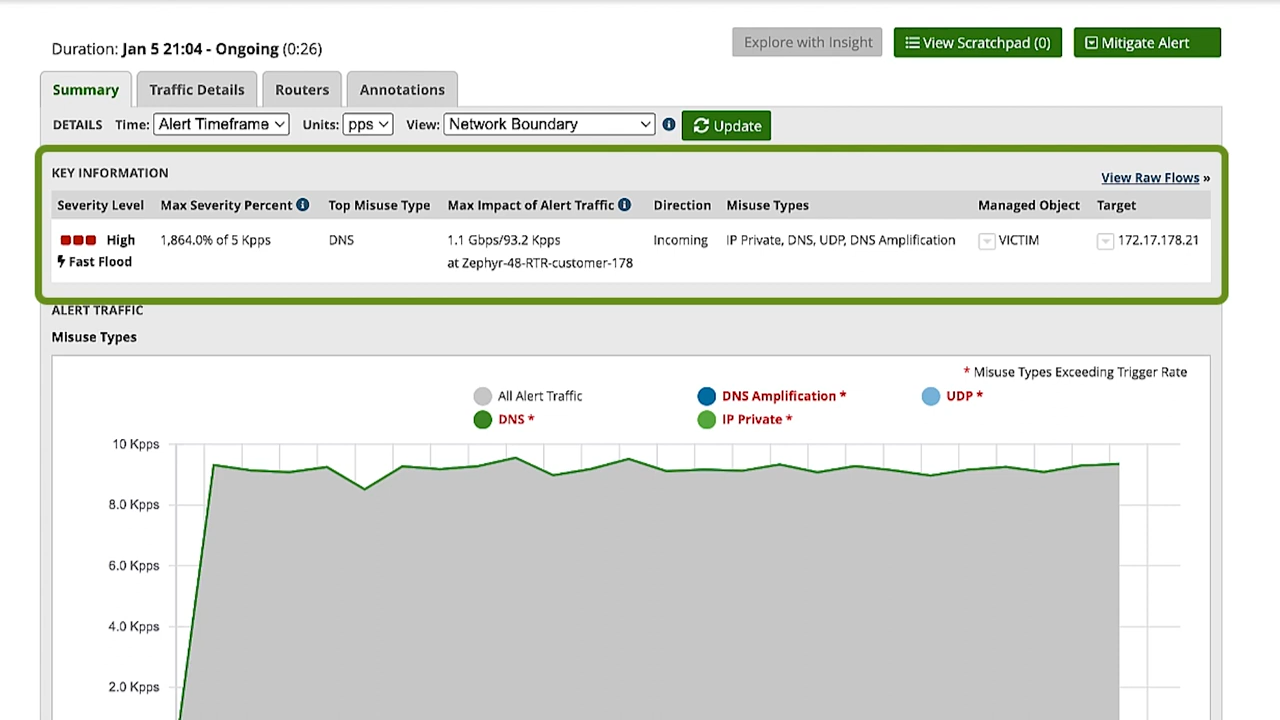 Duration: Jan 5 21:04 - Ongoing (0:26)
Explore with Insight
View Scratchpad (0)
Mitigate Alert
Summary
Traffic Details
Routers
Annotations
DETAILS Time: Alert Timeframe Units: pps View: Network Boundary Update
KEY INFORMATION
View Raw Flows »
Severity Level Max Severity Percent Top Misuse Type Max Impact of Alert Traffic Direction Misuse Types Managed Object Target
High 1,864.0% of 5 Kpps DNS 1.1 Gbps/93.2 Kpps Incoming IP Private, DNS, UDP, DNS Amplification VICTIM 172.17.178.21
Fast Flood at Zephyr-48-RTR-customer-178
ALERT TRAFFIC
Misuse Types
* Misuse Types Exceeding Trigger Rate
All Alert Traffic DNS Amplification * UDP *
DNS * IP Private *
10 Kpps
8.0 Kpps
6.0 Kpps
4.0 Kpps
2.0 Kpps